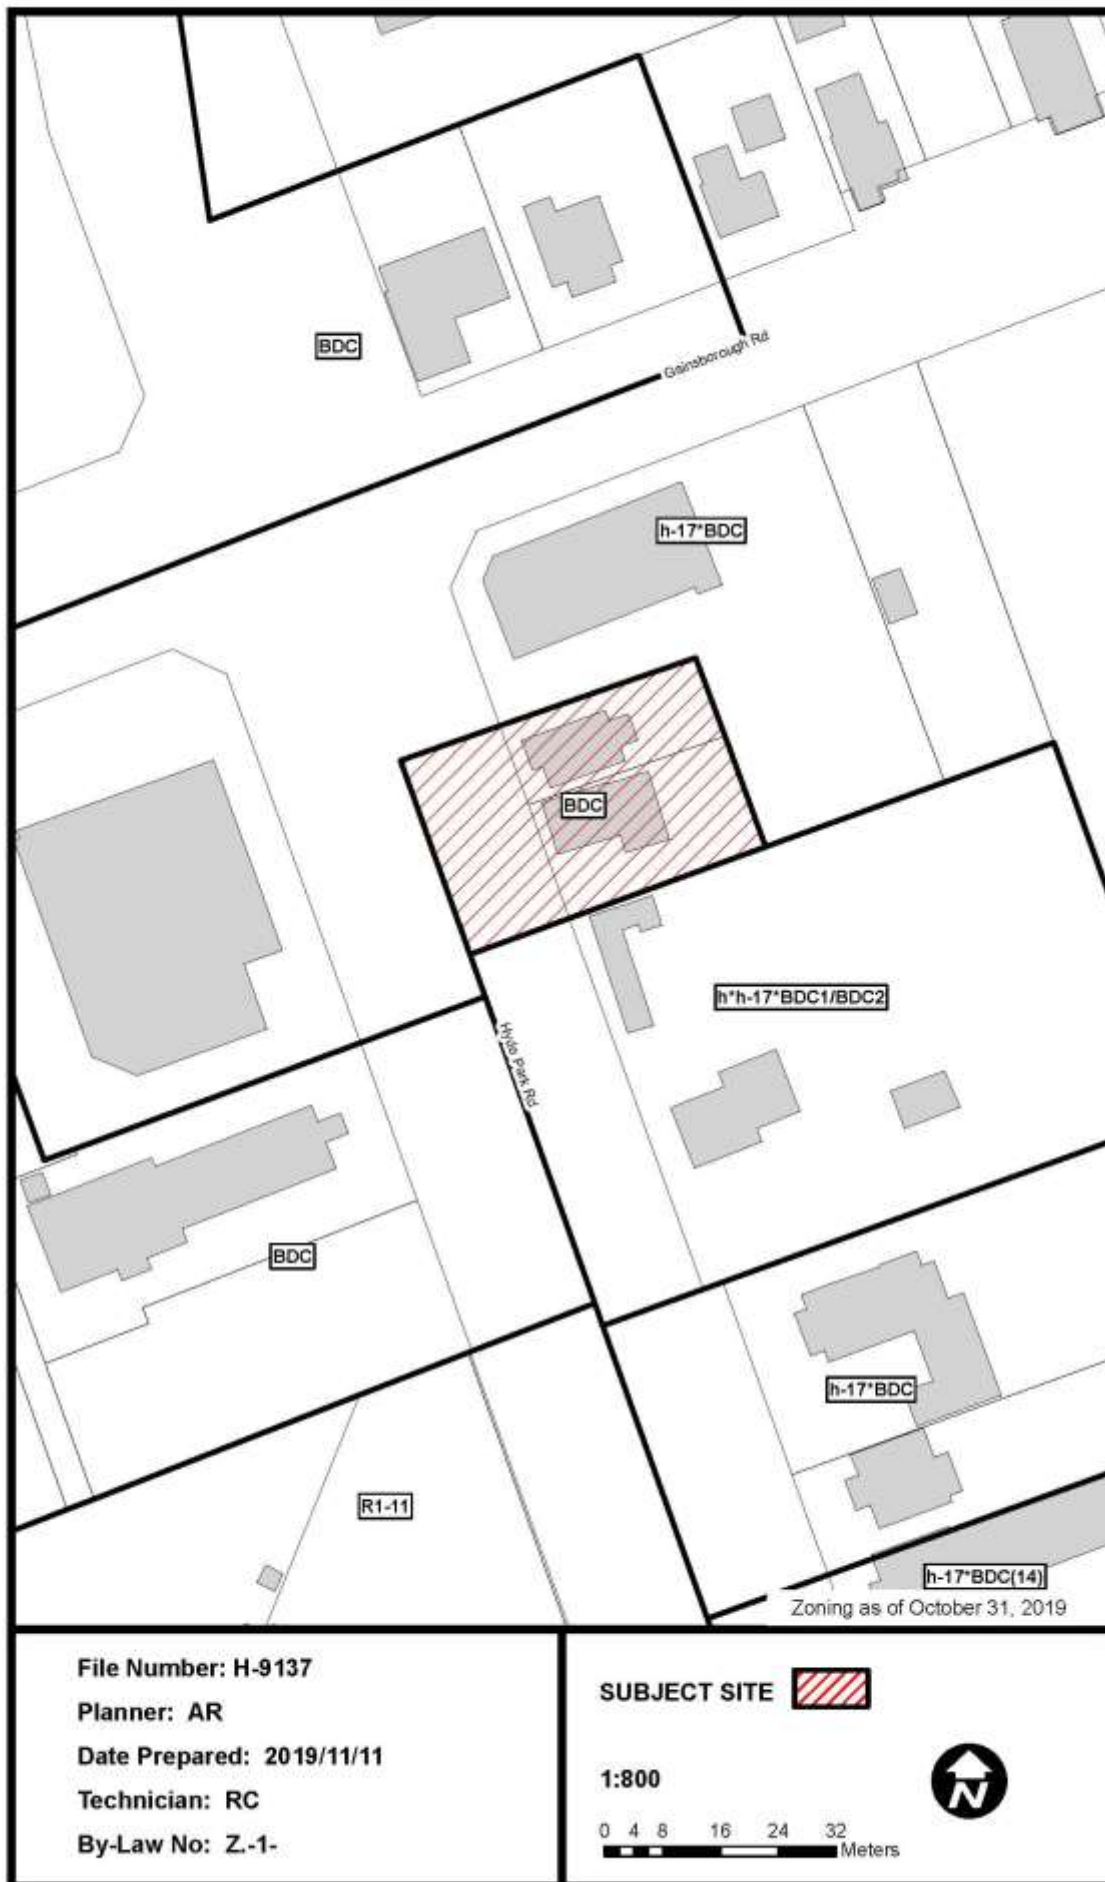 BDC
Gainsborough Rd
h-17*BDC
BDC
h*h-17*BDC1/BDC2
Hyde Park Rd
BDC
h-17*BDC
R1-11
h-17*BDC(14)
Zoning as of October 31, 2019
File Number: H-9137
Planner: AR
Date Prepared: 2019/11/11
Technician: RC
By-Law No: Z.-1-
SUBJECT SITE
1:800
N
0 4 8 16 24 32
Meters